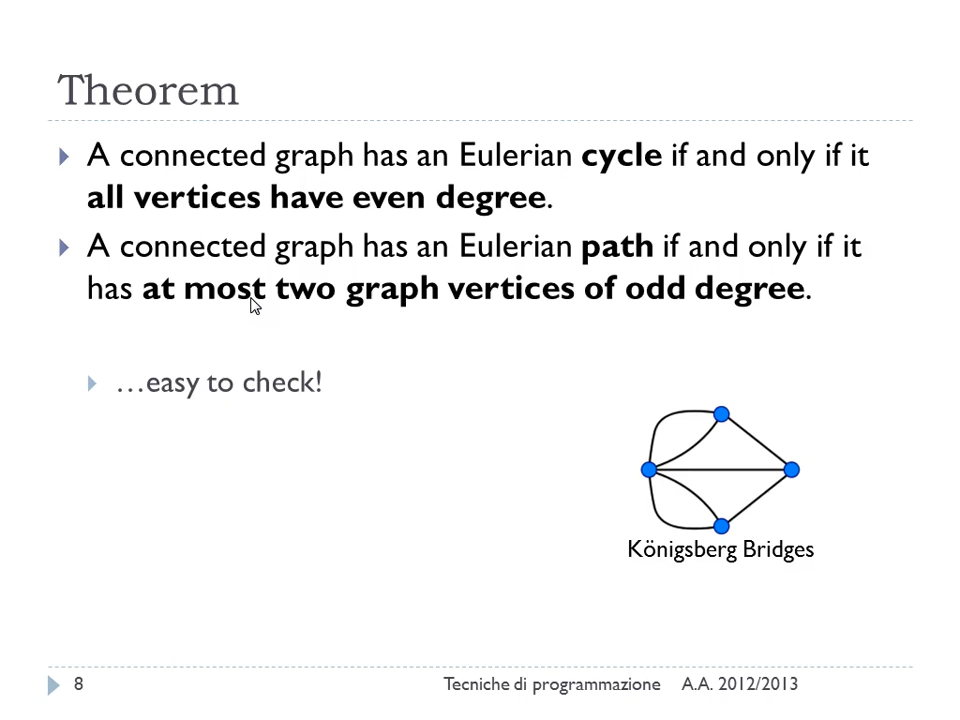 Theorem
A connected graph has an Eulerian cycle if and only if it
all vertices have even degree.
A connected graph has an Eulerian path if and only if it
has at most two graph vertices of odd degree.
…easy to check!
Königsberg Bridges
8 Tecniche di programmazione A.A. 2012/2013